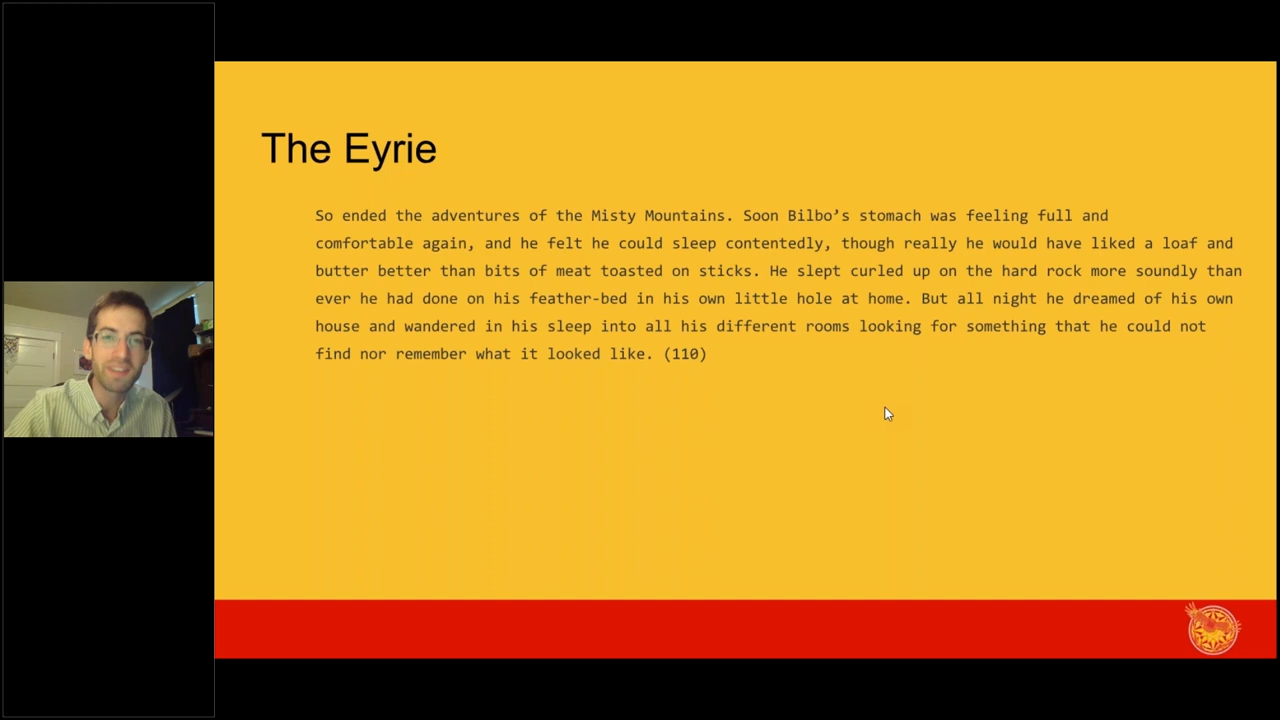 The Eyrie
So ended the adventures of the Misty Mountains. Soon Bilbo’s stomach was feeling full and
comfortable again, and he felt he could sleep contentedly, though really he would have liked a loaf and
butter better than bits of meat toasted on sticks. He slept curled up on the hard rock more soundly than
ever he had done on his feather-bed in his own little hole at home. But all night he dreamed of his own
house and wandered in his sleep into all his different rooms looking for something that he could not
find nor remember what it looked like. (110)